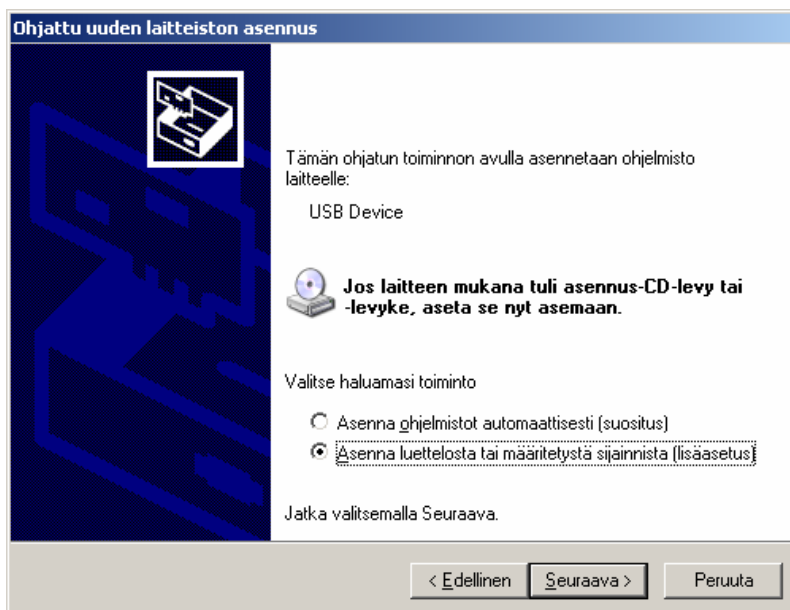 Ohjattu uuden laitteiston asennus
Tämän ohjatun toiminnon avulla asennetaan ohjelmisto
laitteelle:
USB Device
Jos laitteen mukana tuli asennus-CD-levy tai
-levyke, aseta se nyt asemaan.
Valitse haluamasi toiminto
Asenna ohjelmistot automaattisesti (suositus)
Asenna luettelosta tai määritetystä sijainnista (lisäasetus)
Jatka valitsemalla Seuraava.
< Edellinen Seuraava > Peruuta